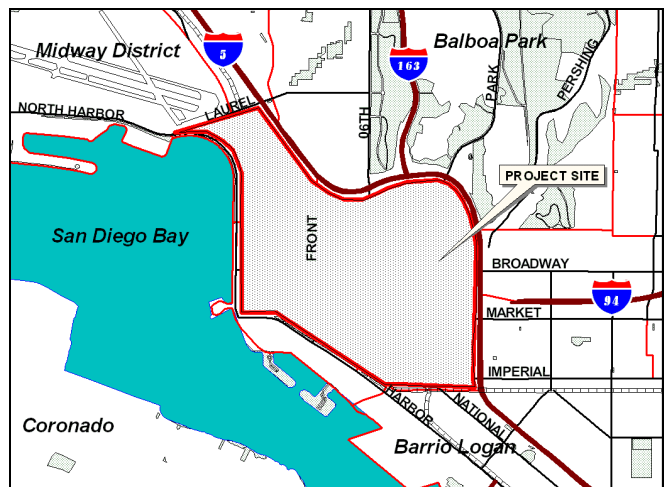 Midway District
5
163
Balboa Park
PERSHING
PARK
NORTH HARBOR
LAUREL
06TH
PROJECT SITE
San Diego Bay
FRONT
BROADWAY
94
MARKET
IMPERIAL
HARBOR
NATIONAL
Coronado
Barrio Logan